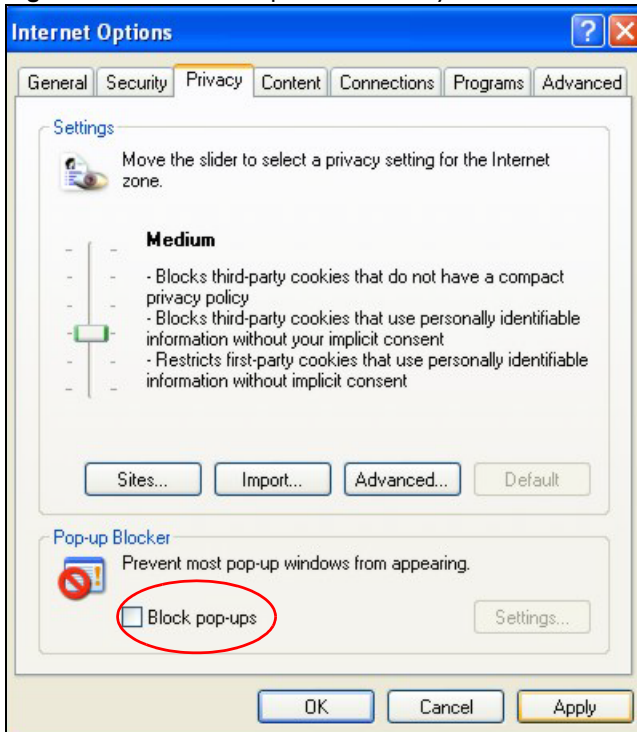 Internet Options
General Security Privacy Content Connections Programs Advanced
Settings
Move the slider to select a privacy setting for the Internet
zone.
Medium
- Blocks third-party cookies that do not have a compact
privacy policy
- Blocks third-party cookies that use personally identifiable
information without your implicit consent
- Restricts first-party cookies that use personally identifiable
information without implicit consent
Sites... Import... Advanced... Default
Pop-up Blocker
Prevent most pop-up windows from appearing.
Block pop-ups Settings...
OK Cancel Apply